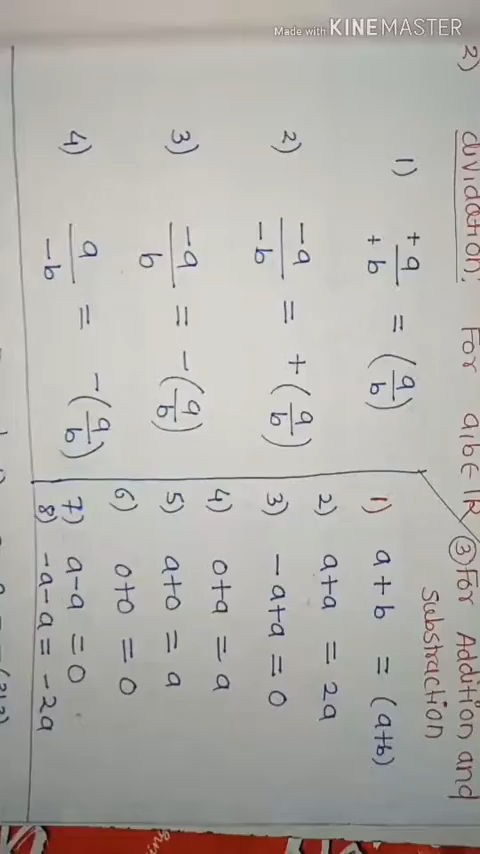 Made with KINEMASTER
2) dividation: For a,b∈ IR
1) +a/+b = (a/b)
2) -a/-b = +(a/b)
3) -a/b = -(a/b)
4) a/-b = -(a/b)
③ For Addition and
Substraction
1) a+b = (a+b)
2) a+a = 2a
3) -a+a = 0
4) 0+a = a
5) a+0 = a
6) 0+0 = 0
7) a-a = 0
8) -a-a = -2a